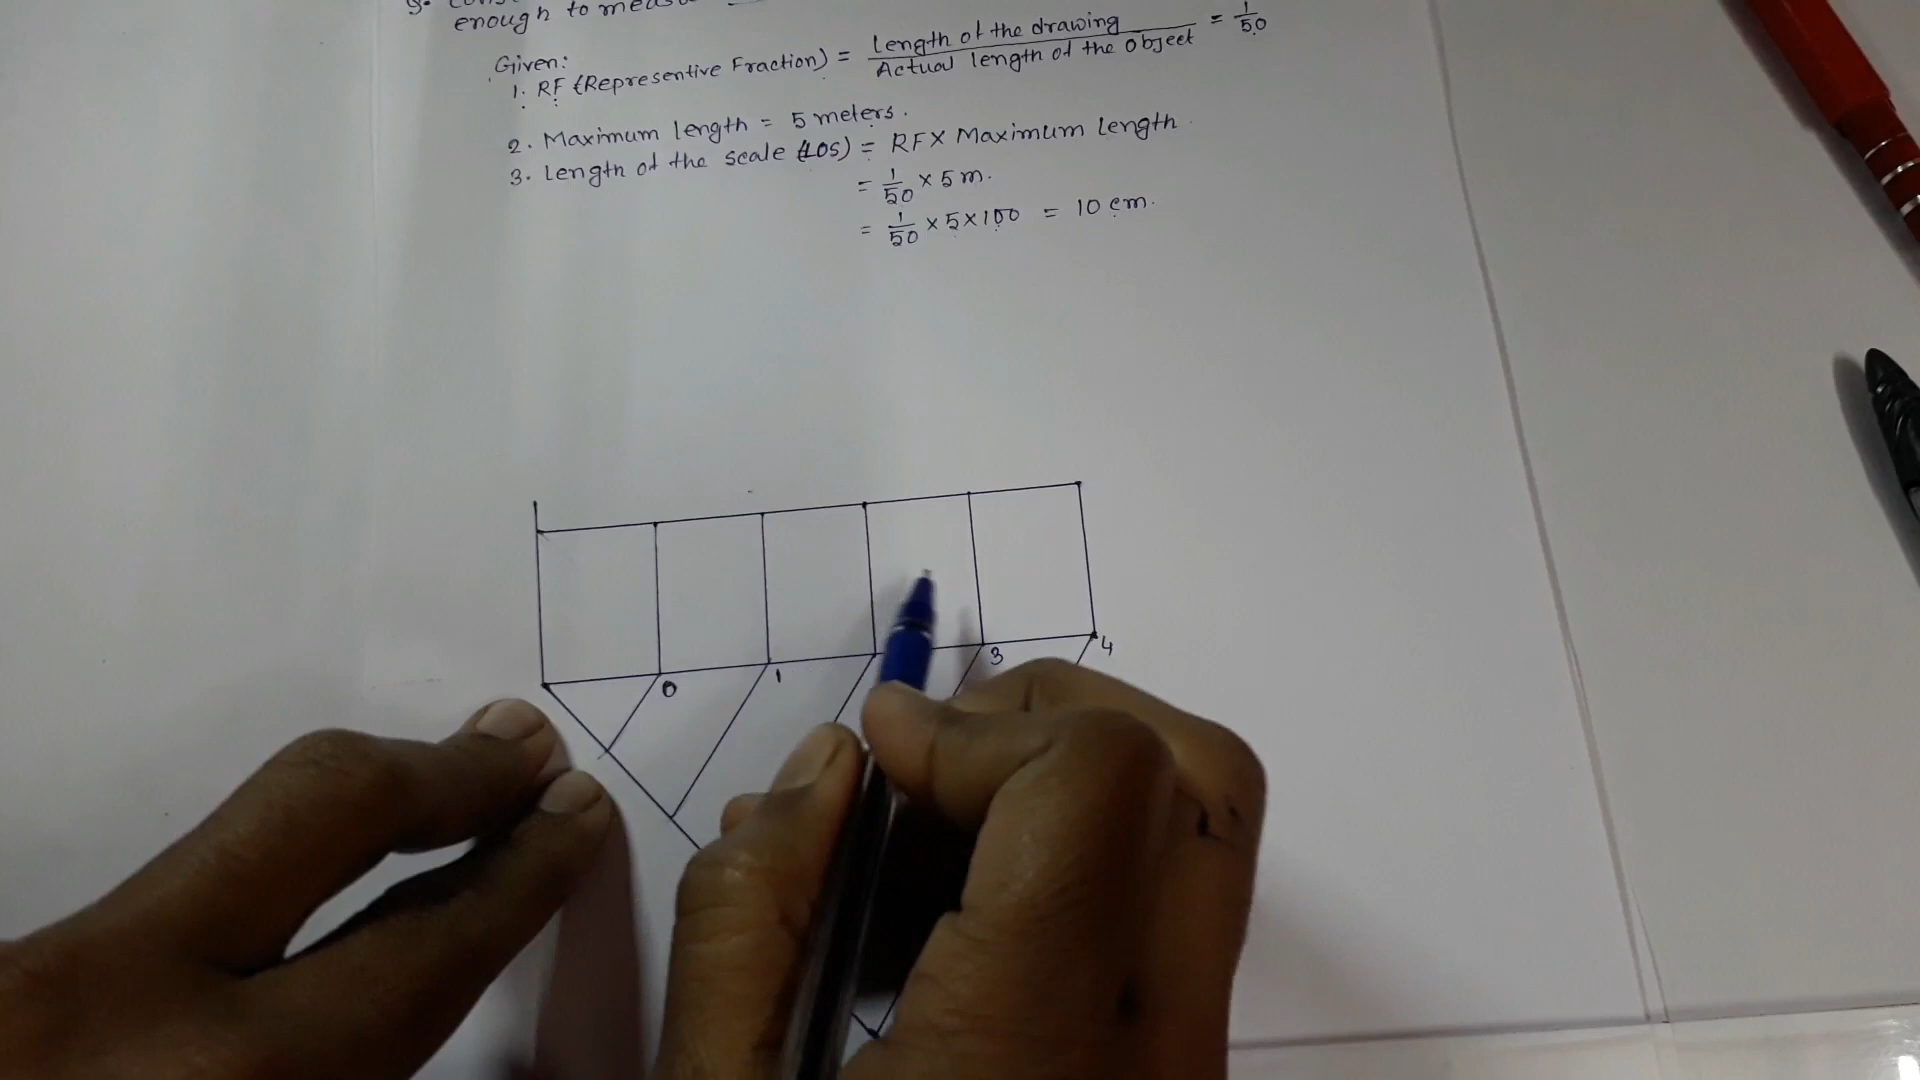 enough to
Given:
1. RF (Representive Fraction) = Length of the drawing / Actual length of the object = 1/50
2. Maximum length = 5 meters.
3. Length of the scale (LOS) = RF X Maximum Length
= 1/50 × 5 m.
= 1/50 × 5 × 100 = 10 cm.
0 1 3 4